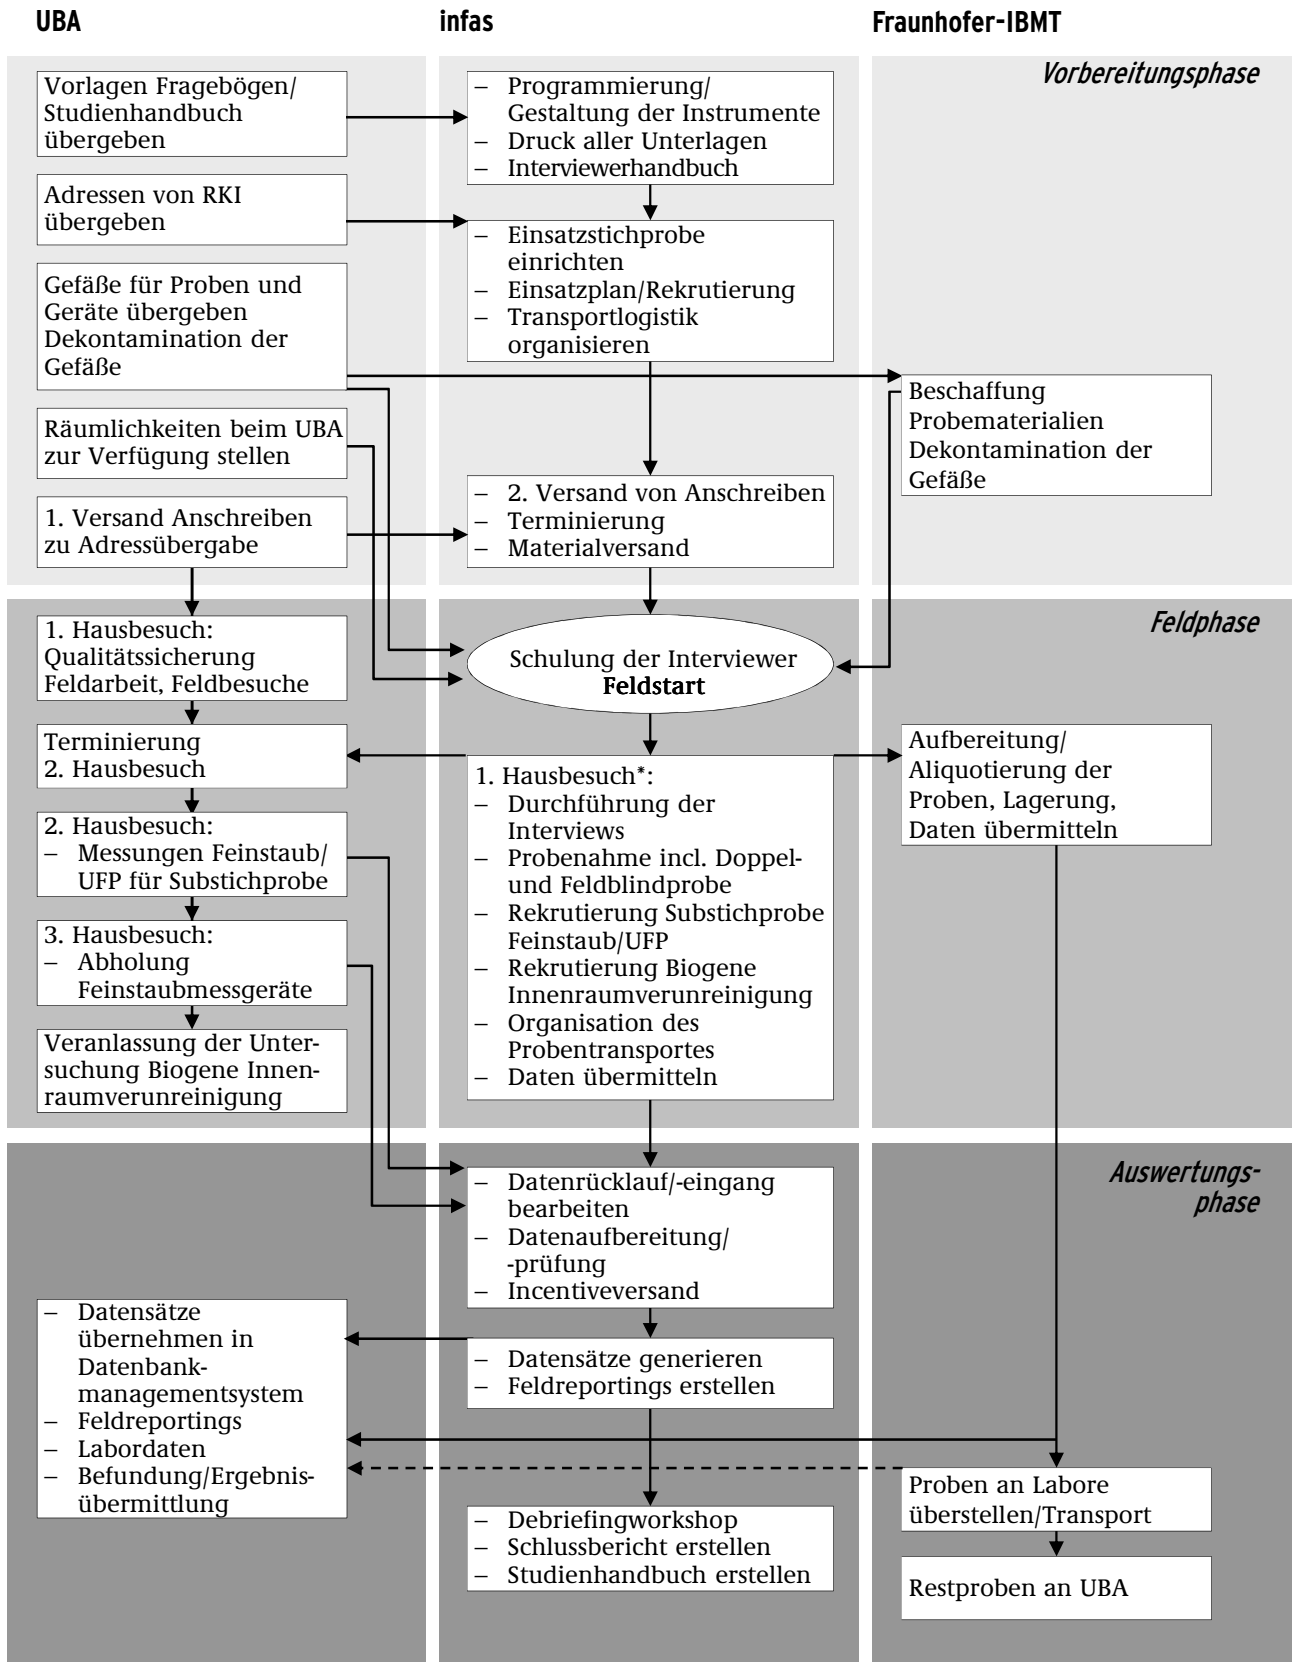 UBA
infas
Fraunhofer-IBMT
Vorbereitungsphase
Vorlagen Fragebögen/
Studienhandbuch
übergeben
– Programmierung/
Gestaltung der Instrumente
– Druck aller Unterlagen
– Interviewerhandbuch
Adressen von RKI
übergeben
– Einsatzstichprobe
einrichten
– Einsatzplan/Rekrutierung
– Transportlogistik
organisieren
Gefäße für Proben und
Geräte übergeben
Dekontamination der
Gefäße
Beschaffung
Probematerialien
Dekontamination der
Gefäße
Räumlichkeiten beim UBA
zur Verfügung stellen
– 2. Versand von Anschreiben
– Terminierung
– Materialversand
1. Versand Anschreiben
zu Adressübergabe
Feldphase
1. Hausbesuch:
Qualitätssicherung
Feldarbeit, Feldbesuche
Schulung der Interviewer
Feldstart
Terminierung
2. Hausbesuch
1. Hausbesuch*:
– Durchführung der
Interviews
– Probenahme incl. Doppel-
und Feldblindprobe
– Rekrutierung Substichprobe
Feinstaub/UFP
– Rekrutierung Biogene
Innenraumverunreinigung
– Organisation des
Probentransportes
– Daten übermitteln
Aufbereitung/
Aliquotierung der
Proben, Lagerung,
Daten übermitteln
2. Hausbesuch:
– Messungen Feinstaub/
UFP für Substichprobe
3. Hausbesuch:
– Abholung
Feinstaubmessgeräte
Veranlassung der Unter-
suchung Biogene Innen-
raumverunreinigung
Auswertungs-
phase
– Datenrücklauf/-eingang
bearbeiten
– Datenaufbereitung/
-prüfung
– Incentiveversand
– Datensätze
übernehmen in
Datenbank-
managementsystem
– Feldreportings
– Labordaten
– Befundung/Ergebnis-
übermittlung
– Datensätze generieren
– Feldreportings erstellen
Proben an Labore
überstellen/Transport
– Debriefingworkshop
– Schlussbericht erstellen
– Studienhandbuch erstellen
Restproben an UBA